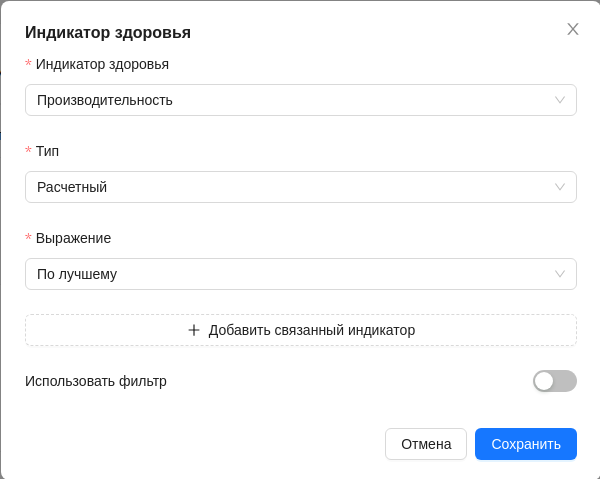 Индикатор здоровья
* Индикатор здоровья
Производительность
* Тип
Расчетный
* Выражение
По лучшему
Добавить связанный индикатор
Использовать фильтр
Отмена
Сохранить